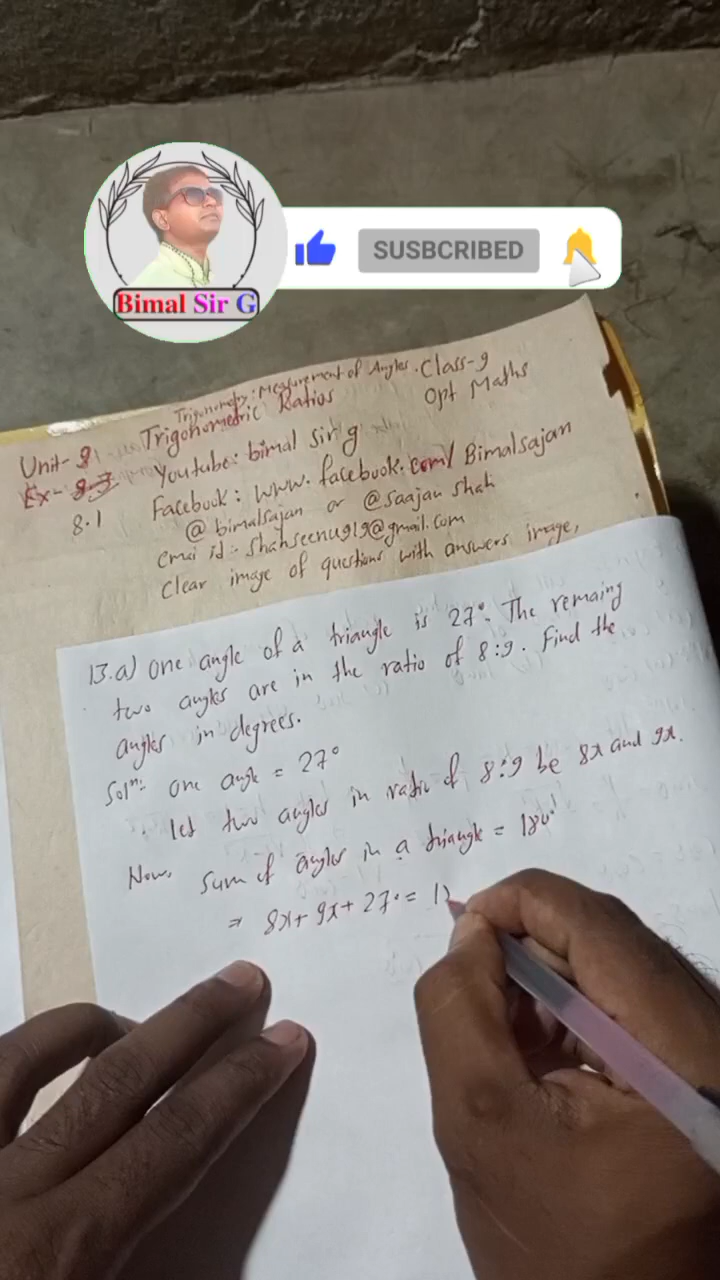 SUSBCRIBED
Bimal Sir G
Trigonometry: Measurement of Angles. Class-9
Unit-8 Trigonometric Ratios Opt Maths
Ex-
8.1
Youtube: bimal sir g
Facebook: www.facebook.com/Bimalsajan
@bimalsajan or @saajan shah
emai id:- shahseenu919@gmail.com
clear image of questions with answers image,
13.a) One angle of a triangle is 27°. The remaing
two angles are in the ratio of 8:9. Find the
angles in degrees.
Solⁿ: One angle = 27°
let two angles in ratio of 8:9 be 8x and 9x.
Now, sum of angles in a triangle = 180°
⇒ 8x+9x+27°= 18